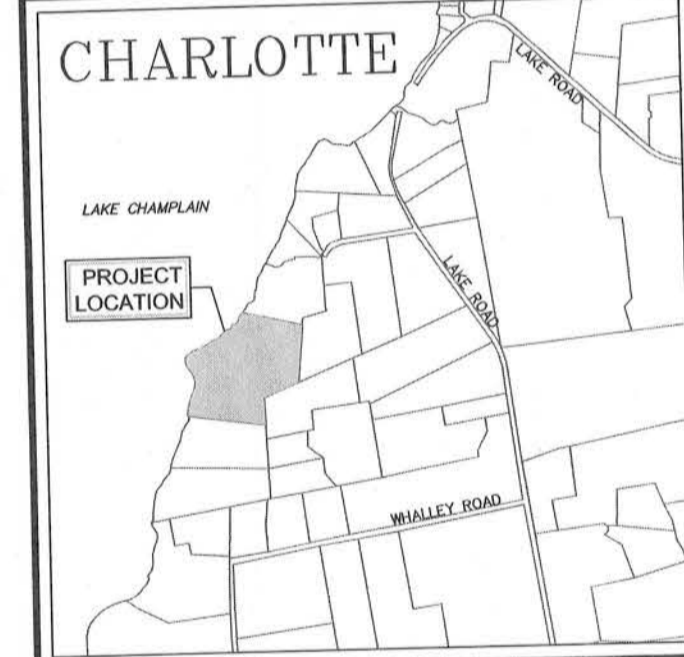 CHARLOTTE
LAKE ROAD
LAKE CHAMPLAIN
PROJECT
LOCATION
LAKE ROAD
WHALLEY ROAD